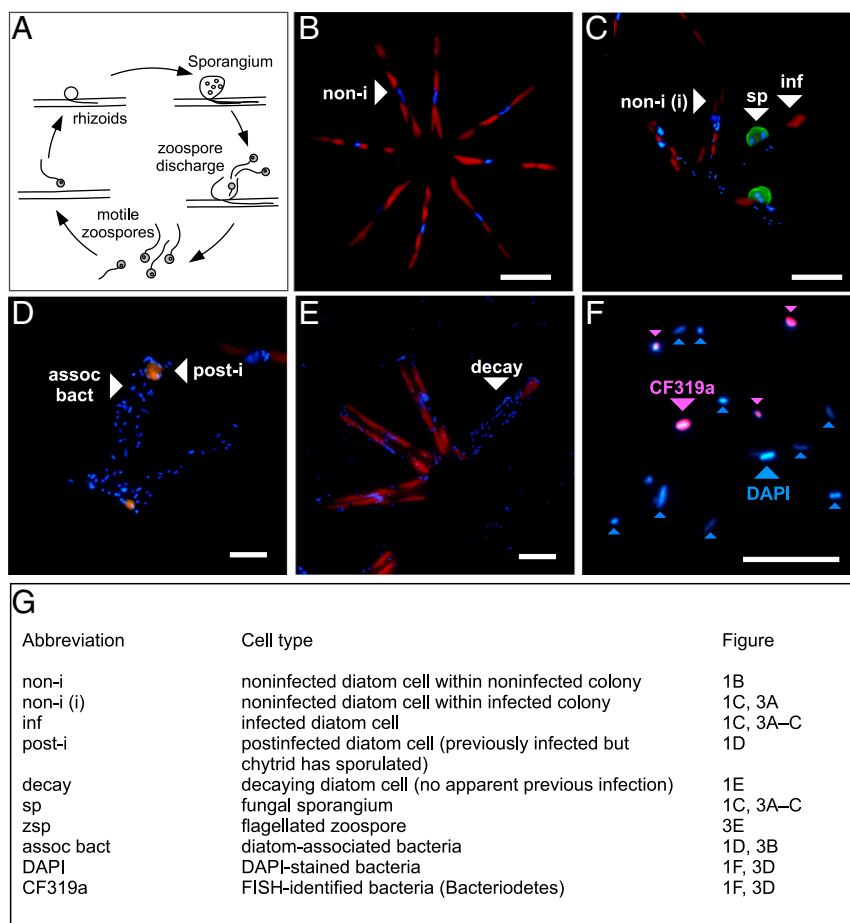 A
Sporangium
rhizoids
zoospore
discharge
motile
zoospores
B
non-i
C
non-i (i)
sp
inf
D
assoc
bact
post-i
E
decay
F
CF319a
DAPI
G
Abbreviation Cell type Figure
non-i noninfected diatom cell within noninfected colony 1B
non-i (i) noninfected diatom cell within infected colony 1C, 3A
inf infected diatom cell 1C, 3A–C
post-i postinfected diatom cell (previously infected but 1D
chytrid has sporulated)
decay decaying diatom cell (no apparent previous infection) 1E
sp fungal sporangium 1C, 3A–C
zsp flagellated zoospore 3E
assoc bact diatom-associated bacteria 1D, 3B
DAPI DAPI-stained bacteria 1F, 3D
CF319a FISH-identified bacteria (Bacteriodetes) 1F, 3D